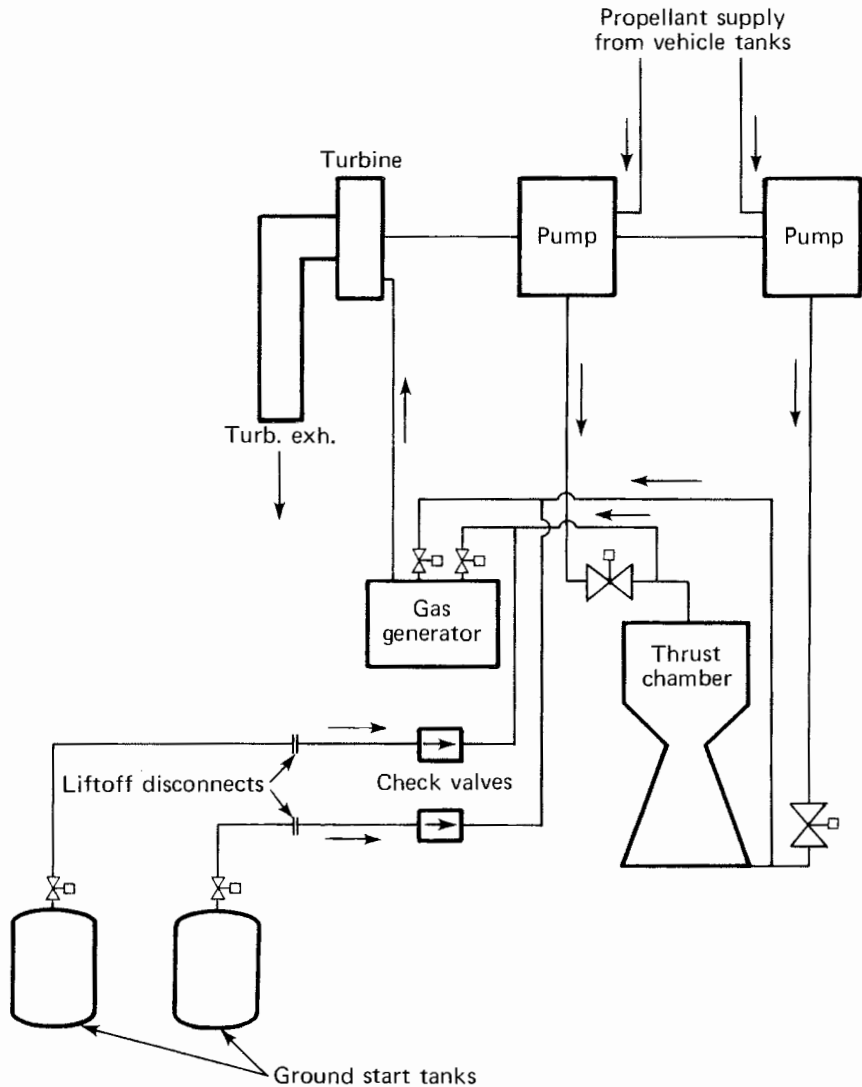 Propellant supply
from vehicle tanks
Turbine
Pump
Pump
Turb. exh.
Gas
generator
Thrust
chamber
Liftoff disconnects
Check valves
Ground start tanks